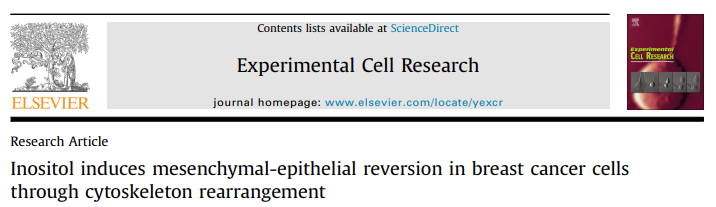 Contents lists available at ScienceDirect
Experimental Cell Research
ELSEVIER
journal homepage: www.elsevier.com/locate/yexcr
Experimental
CELL RESEARCH
Research Article
Inositol induces mesenchymal-epithelial reversion in breast cancer cells
through cytoskeleton rearrangement